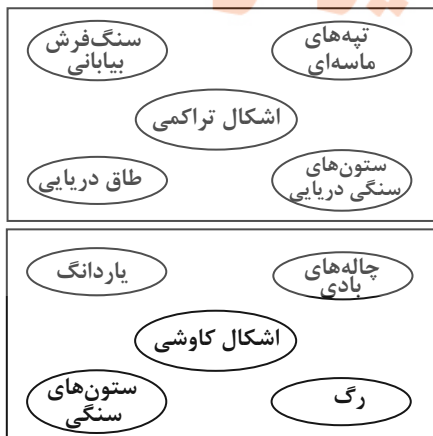 تپه‌های
ماسه‌ای
سنگ‌فرش
بیابانی
اشکال تراکمی
ستون‌های
سنگی دریایی
طاق دریایی
چاله‌های
بادی
یاردانگ
اشکال کاوشی
رگ
ستون‌های
سنگی